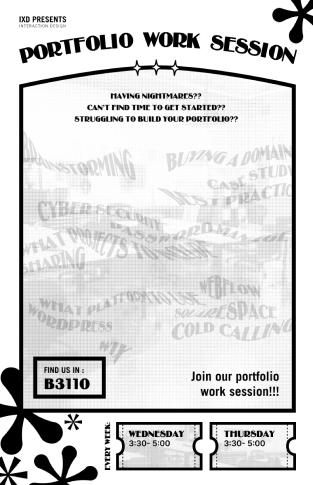 IXD PRESENTS
INTERACTION DESIGN
PORTFOLIO WORK SESSION
HAVING NIGHTMARES??
CAN'T FIND TIME TO GET STARTED??
STRUGGLING TO BUILD YOUR PORTFOLIO??
BRAINSTORMING
BUYING A DOMAIN
CASE STUDY
BEST PRACTIC
CYBER SECURITY
PASSWORD MANAGE
WHAT PROJECTS TO INCLUDE
SHARING
WEBFLOW
WHAT PLATFORM TO USE
SQUARESPACE
WORDPRESS
COLD CALLING
WIX
FIND US IN :
B3110
Join our portfolio
work session!!!
EVERY WEEK:
WEDNESDAY
3:30- 5:00
THURSDAY
3:30- 5:00